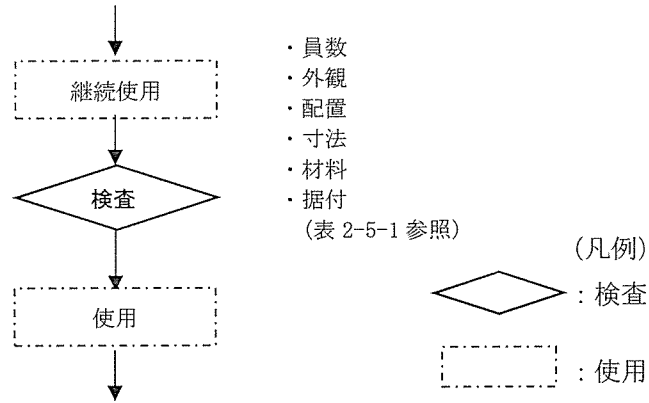 ・員数
継続使用
・外観
・配置
・寸法
・材料
検査
・据付
(表 2-5-1 参照)
(凡例)
：検査
使用
：使用